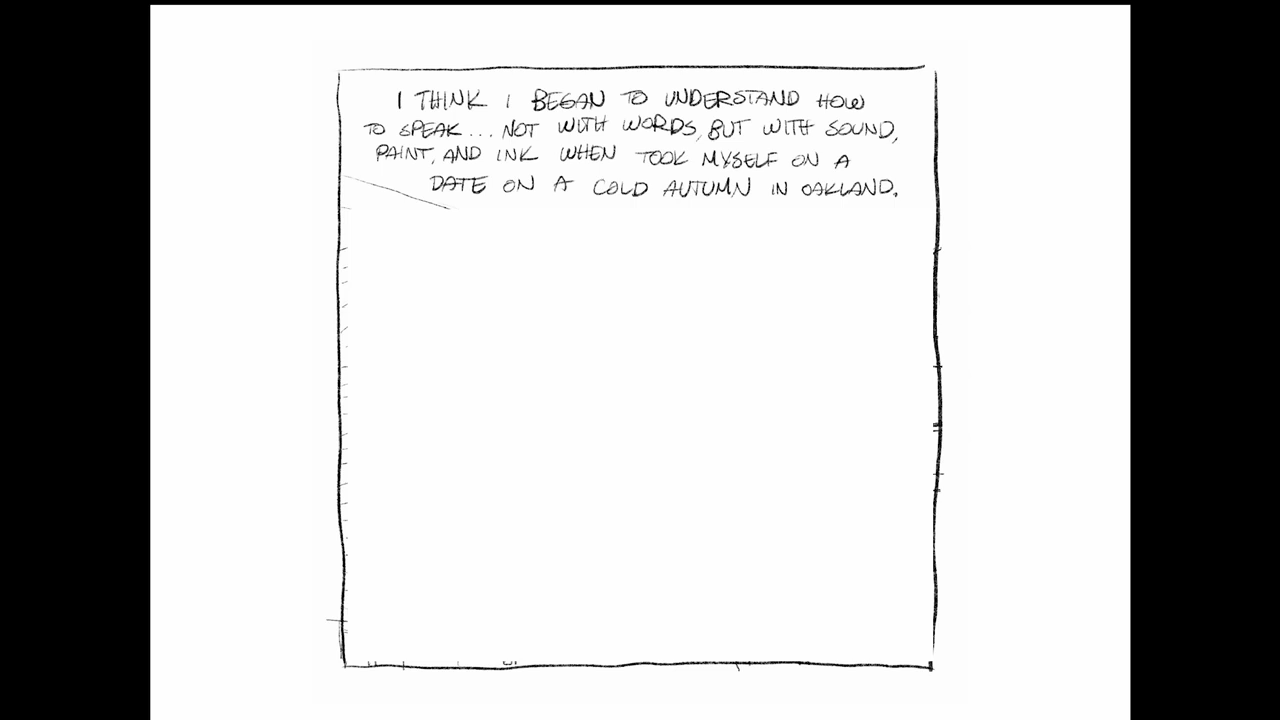 I THINK I BEGAN TO UNDERSTAND HOW
TO SPEAK... NOT WITH WORDS, BUT WITH SOUND,
PAINT, AND INK WHEN TOOK MYSELF ON A
DATE ON A COLD AUTUMN IN OAKLAND.